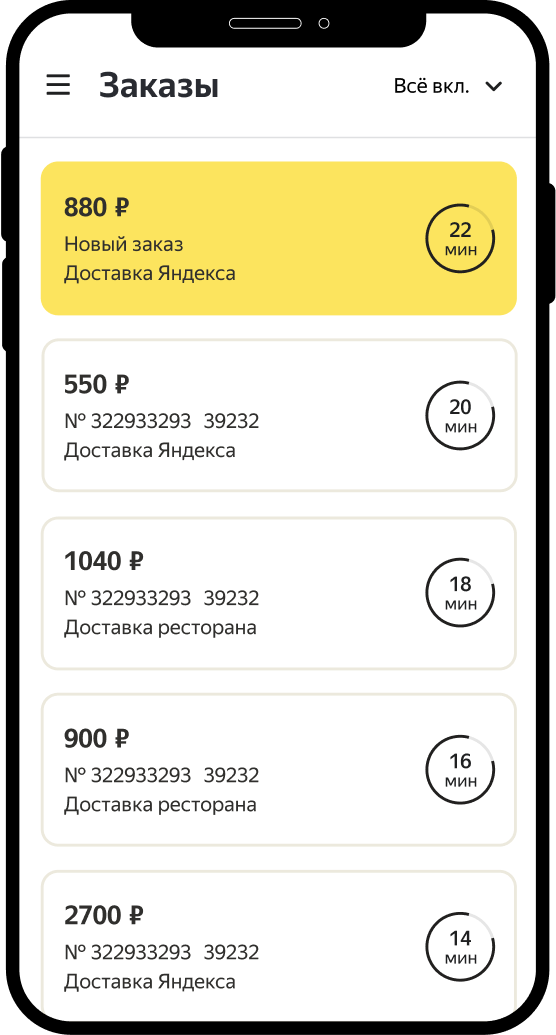 Заказы
Всё вкл.
880 ₽
Новый заказ
Доставка Яндекса
22
мин
550 ₽
№ 322933293 39232
Доставка Яндекса
20
мин
1040 ₽
№ 322933293 39232
Доставка ресторана
18
мин
900 ₽
№ 322933293 39232
Доставка ресторана
16
мин
2700 ₽
№ 322933293 39232
Доставка Яндекса
14
мин